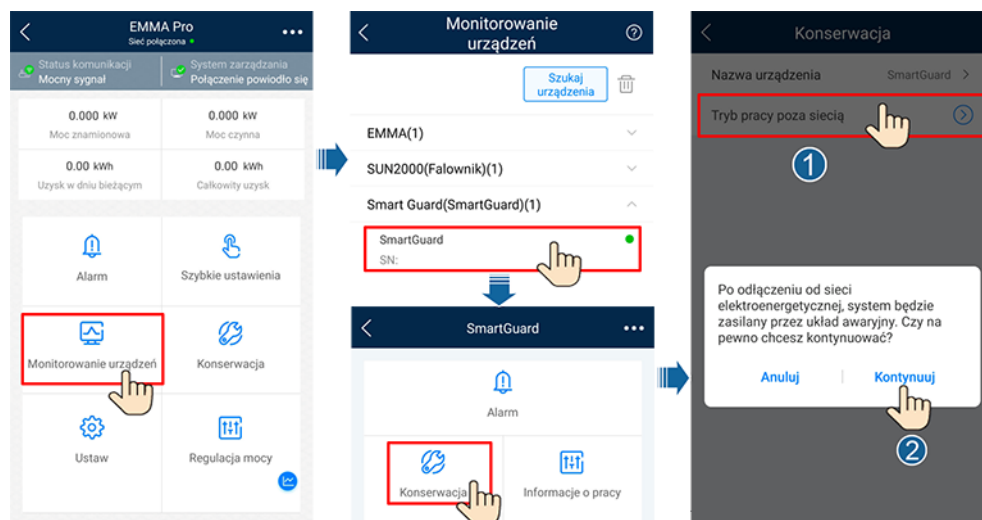 EMMA Pro
Sieć połączona
Status komunikacji
Mocny sygnał
System zarządzania
Połączenie powiodło się
0.000 kW
Moc znamionowa
0.000 kW
Moc czynna
0.00 kWh
Uzysk w dniu bieżącym
0.00 kWh
Całkowity uzysk
Alarm
Szybkie ustawienia
Monitorowanie urządzeń
Konserwacja
Ustaw
Regulacja mocy
Monitorowanie
urządzeń
Szukaj
urządzenia
EMMA(1)
SUN2000(Falownik)(1)
Smart Guard(SmartGuard)(1)
SmartGuard
SN:
SmartGuard
Alarm
Konserwacja
Informacje o pracy
Konserwacja
Nazwa urządzenia
SmartGuard
Tryb pracy poza siecią
1
Po odłączeniu od sieci
elektroenergetycznej, system będzie
zasilany przez układ awaryjny. Czy na
pewno chcesz kontynuować?
Anuluj
Kontynuuj
2